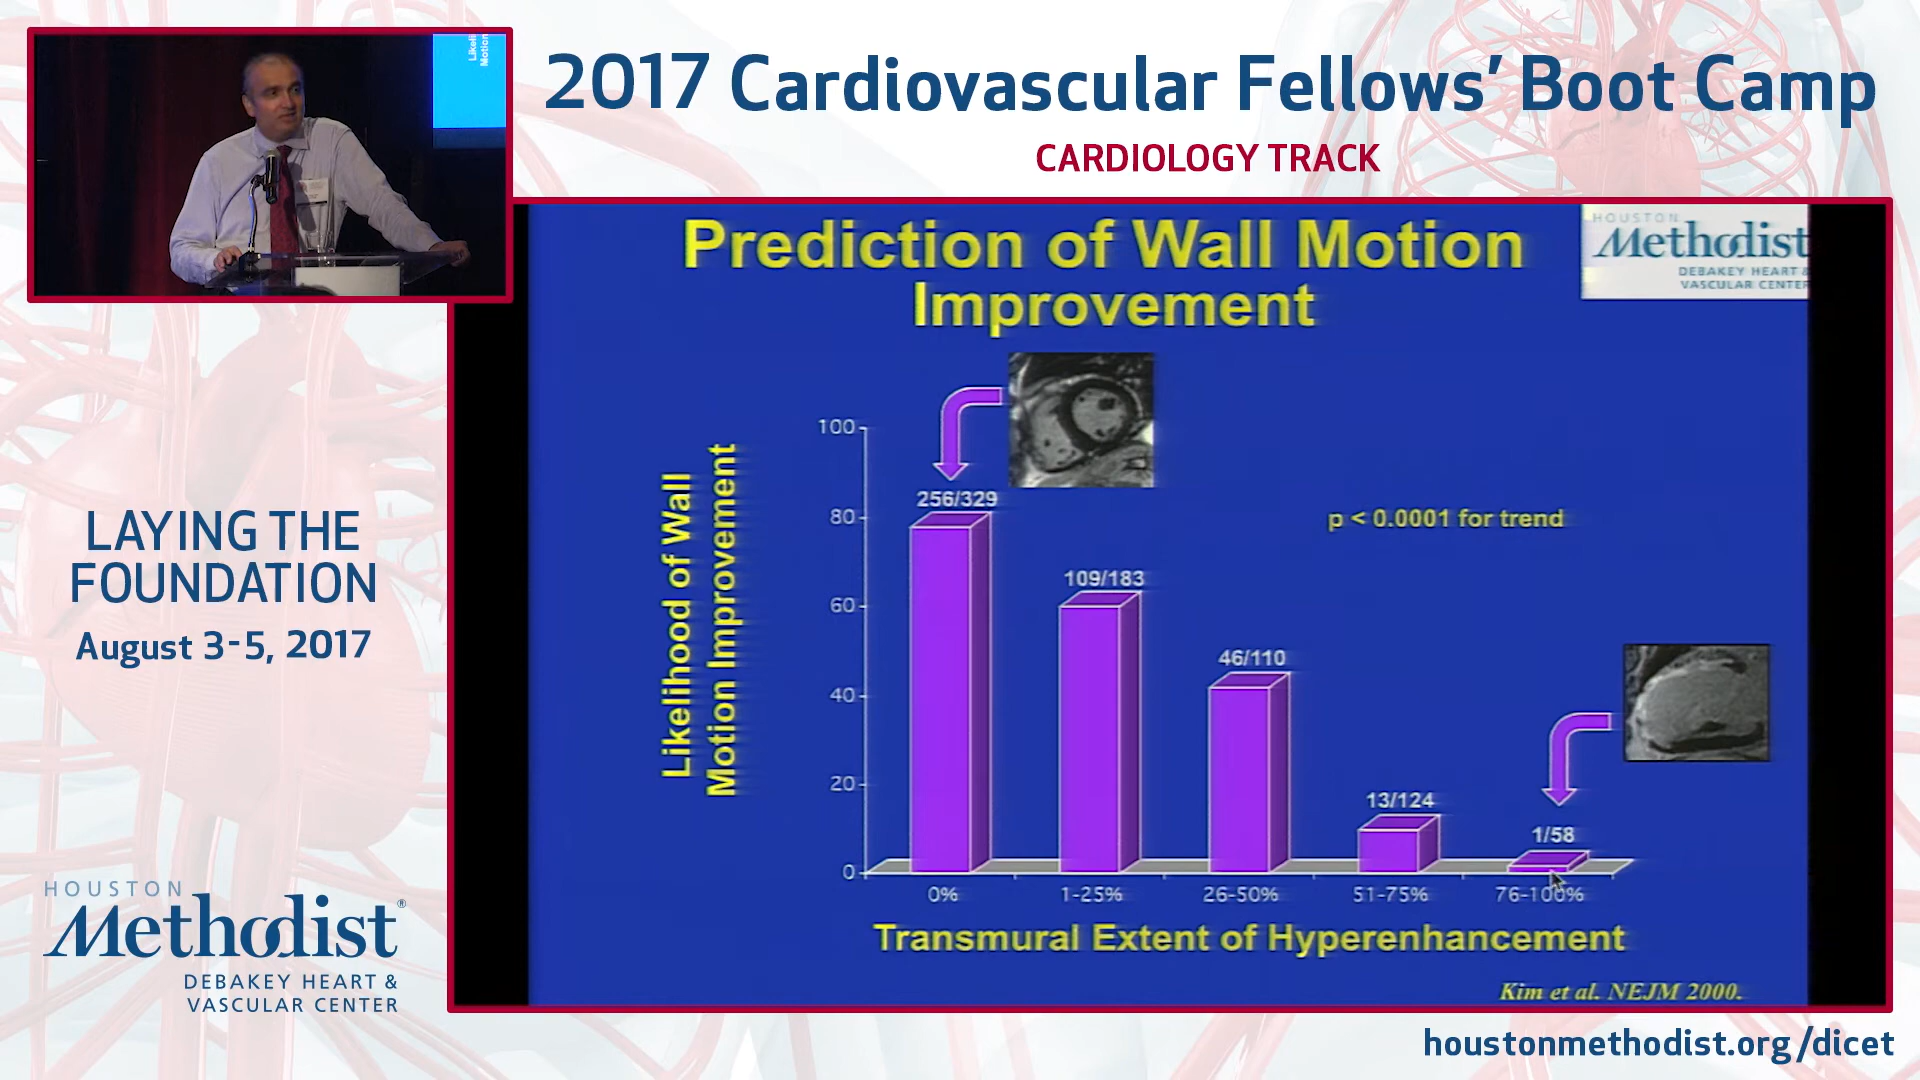 Likeli
Motion
2017 Cardiovascular Fellows' Boot Camp
CARDIOLOGY TRACK
Prediction of Wall Motion
Improvement
HOUSTON
Methodist
DEBAKEY HEART &
VASCULAR CENTER
Likelihood of Wall
Motion Improvement
100
80
60
40
20
0
256/329
109/183
46/110
13/124
1/58
p < 0.0001 for trend
0%
1-25%
26-50%
51-75%
76-100%
Transmural Extent of Hyperenhancement
Kim et al. NEJM 2000.
LAYING THE
FOUNDATION
August 3-5, 2017
HOUSTON
Methodist®
DEBAKEY HEART &
VASCULAR CENTER
houstonmethodist.org/dicet